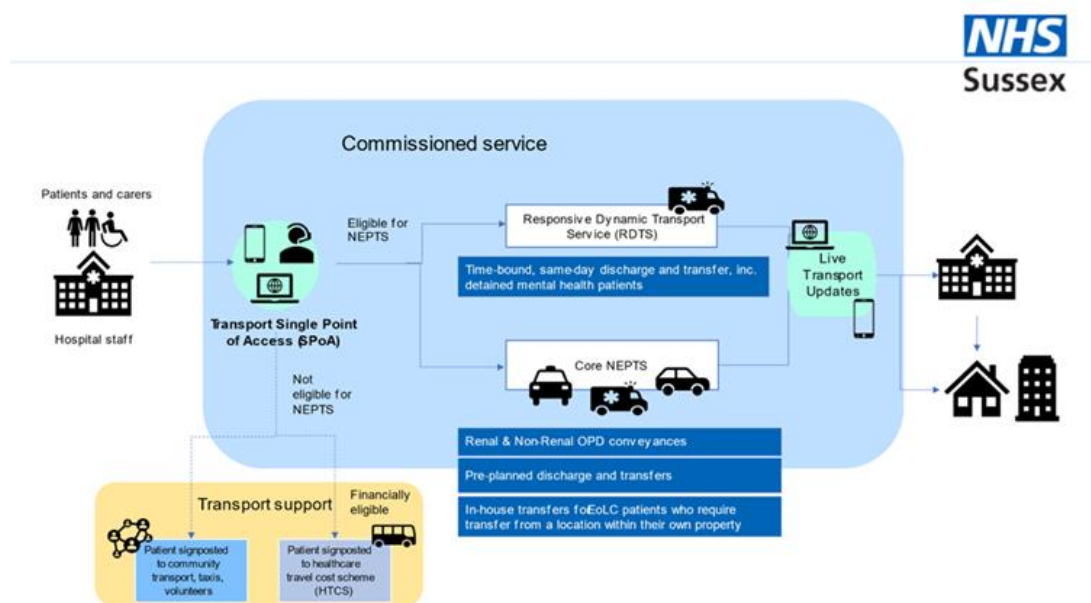 NHS
Sussex
Commissioned service
Patients and carers
Hospital staff
Transport Single Point
of Access (SPoA)
Eligible for
NEPTS
Not
eligible for
NEPTS
Responsive Dynamic Transport
Service (RDTS)
Time-bound, same-day discharge and transfer, inc.
detained mental health patients
Core NEPTS
Renal & Non-Renal OPD conveyances
Pre-planned discharge and transfers
In-house transfers forEoLC patients who require
transfer from a location within their own property
Live
Transport
Updates
Transport support
Financially
eligible
Patient signposted
to community
transport, taxis,
volunteers
Patient signposted
to healthcare
travel cost scheme
(HTCS)